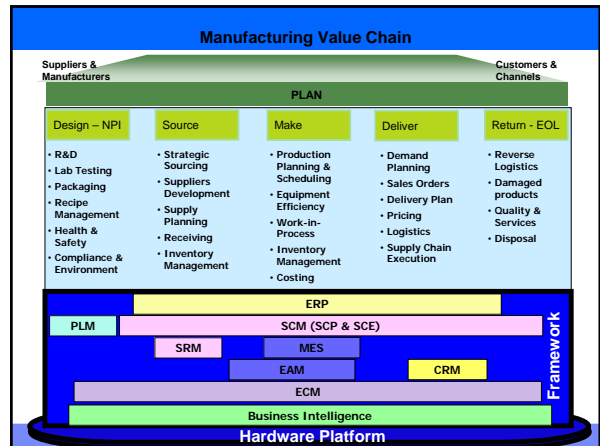 Manufacturing Value Chain
Suppliers &
Manufacturers
Customers &
Channels
PLAN
Design – NPI
Source
Make
Deliver
Return - EOL
• R&D
• Lab Testing
• Packaging
• Recipe
Management
• Health &
Safety
• Compliance &
Environment
• Strategic
Sourcing
• Suppliers
Development
• Supply
Planning
• Receiving
• Inventory
Management
• Production
Planning &
Scheduling
• Equipment
Efficiency
• Work-in-
Process
• Inventory
Management
• Costing
• Demand
Planning
• Sales Orders
• Delivery Plan
• Pricing
• Logistics
• Supply Chain
Execution
• Reverse
Logistics
• Damaged
products
• Quality &
Services
• Disposal
ERP
PLM
SCM (SCP & SCE)
SRM
MES
EAM
CRM
ECM
Business Intelligence
Framework
Hardware Platform